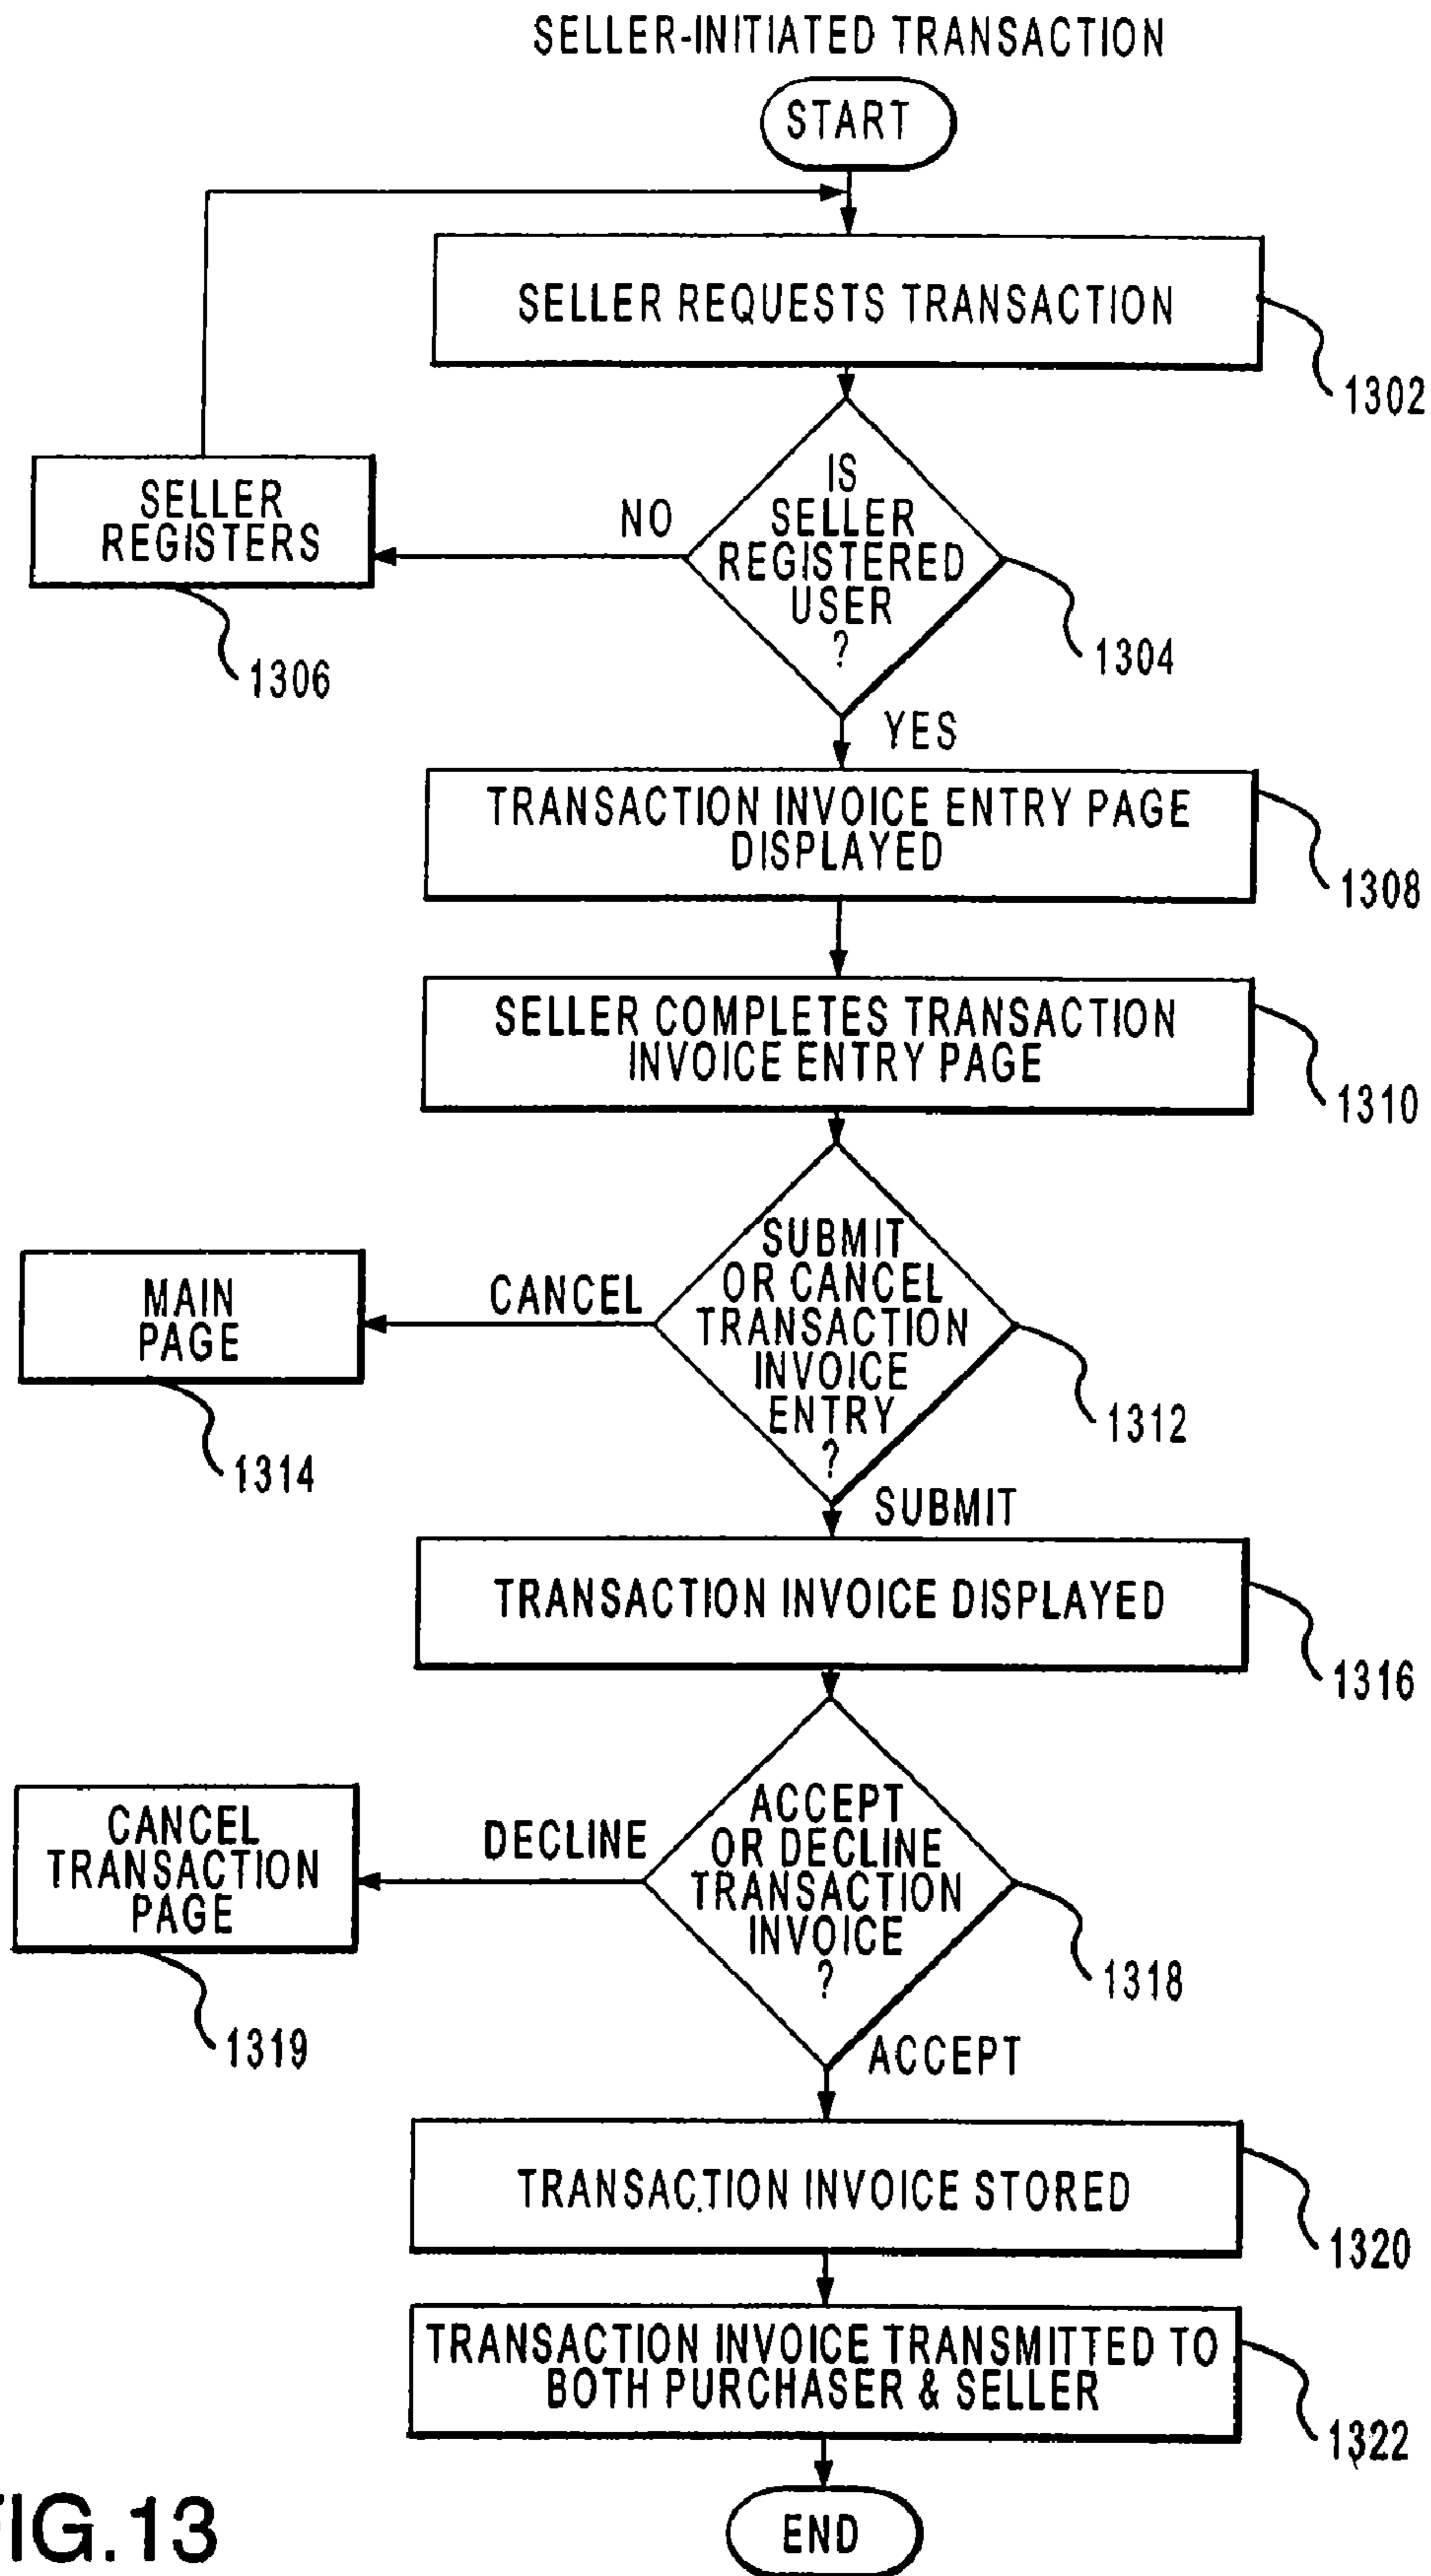 SELLER-INITIATED TRANSACTION
START
SELLER REQUESTS TRANSACTION
1302
IS
SELLER
REGISTERED
USER
?
NO
SELLER
REGISTERS
1306
1304
YES
TRANSACTION INVOICE ENTRY PAGE
DISPLAYED
1308
SELLER COMPLETES TRANSACTION
INVOICE ENTRY PAGE
1310
SUBMIT
OR CANCEL
TRANSACTION
INVOICE
ENTRY
?
CANCEL
MAIN
PAGE
1314
1312
SUBMIT
TRANSACTION INVOICE DISPLAYED
1316
ACCEPT
OR DECLINE
TRANSACTION
INVOICE
?
DECLINE
CANCEL
TRANSACTION
PAGE
1319
1318
ACCEPT
TRANSACTION INVOICE STORED
1320
TRANSACTION INVOICE TRANSMITTED TO
BOTH PURCHASER & SELLER
1322
END
FIG.13